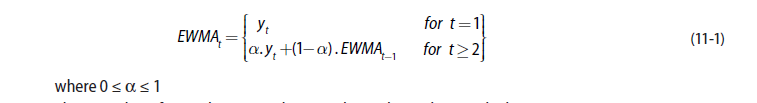 EWMA_t = { y_t for t=1
α.y_t +(1−α).EWMA_{t−1} for t≥2 } (11-1)
where 0 ≤ α ≤ 1